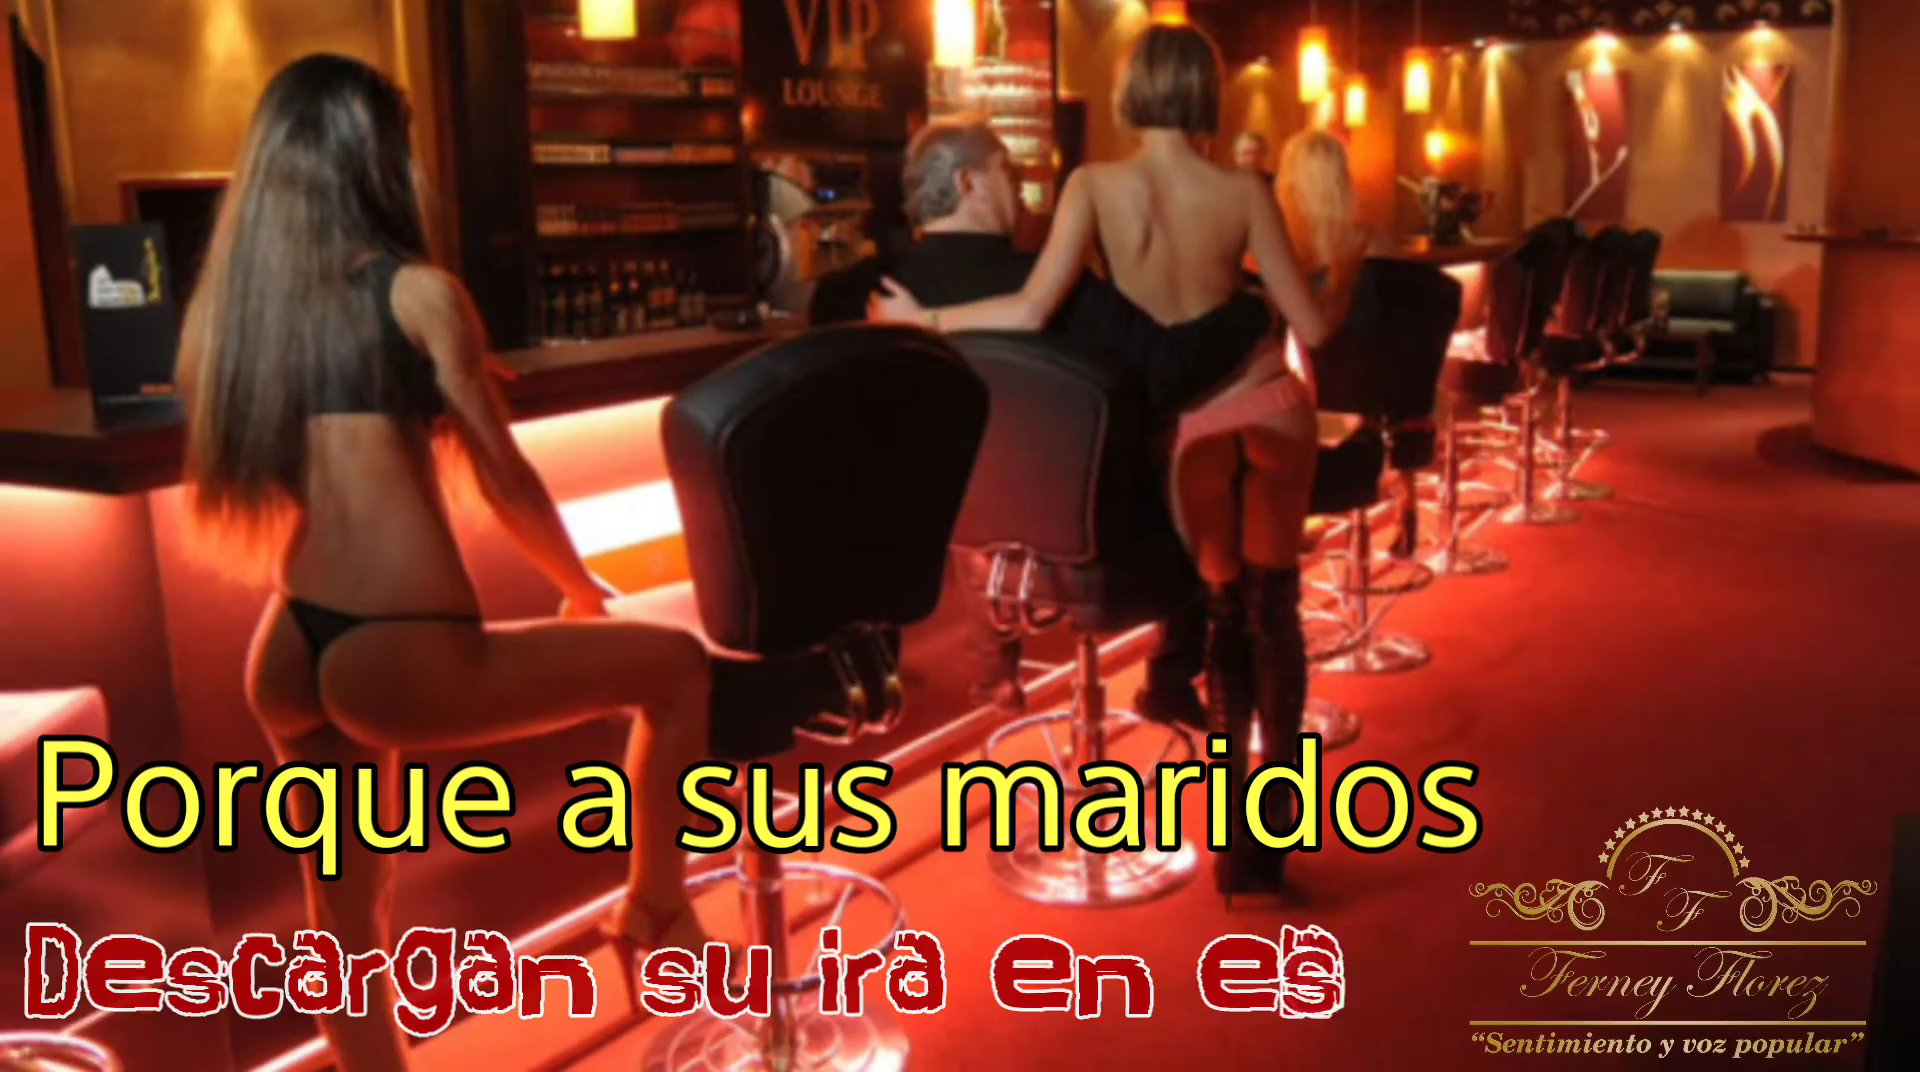 VIP
LOUNGE
Porque a sus maridos
Descargan su ira en es
F F
Ferney Florez
“Sentimiento y voz popular”